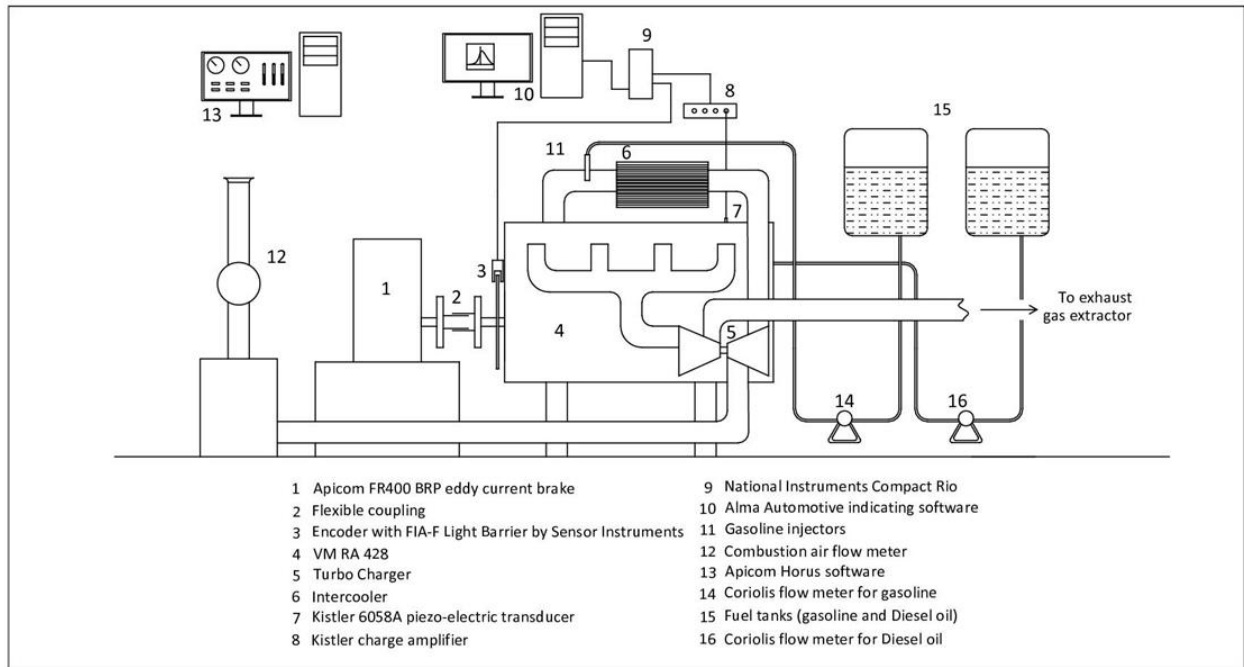 9
10
8
13
15
11
6
7
12
3
2
1
4
5
To exhaust
gas extractor
14
16
1 Apicom FR400 BRP eddy current brake
2 Flexible coupling
3 Encoder with FIA-F Light Barrier by Sensor Instruments
4 VM RA 428
5 Turbo Charger
6 Intercooler
7 Kistler 6058A piezo-electric transducer
8 Kistler charge amplifier
9 National Instruments Compact Rio
10 Alma Automotive indicating software
11 Gasoline injectors
12 Combustion air flow meter
13 Apicom Horus software
14 Coriolis flow meter for gasoline
15 Fuel tanks (gasoline and Diesel oil)
16 Coriolis flow meter for Diesel oil